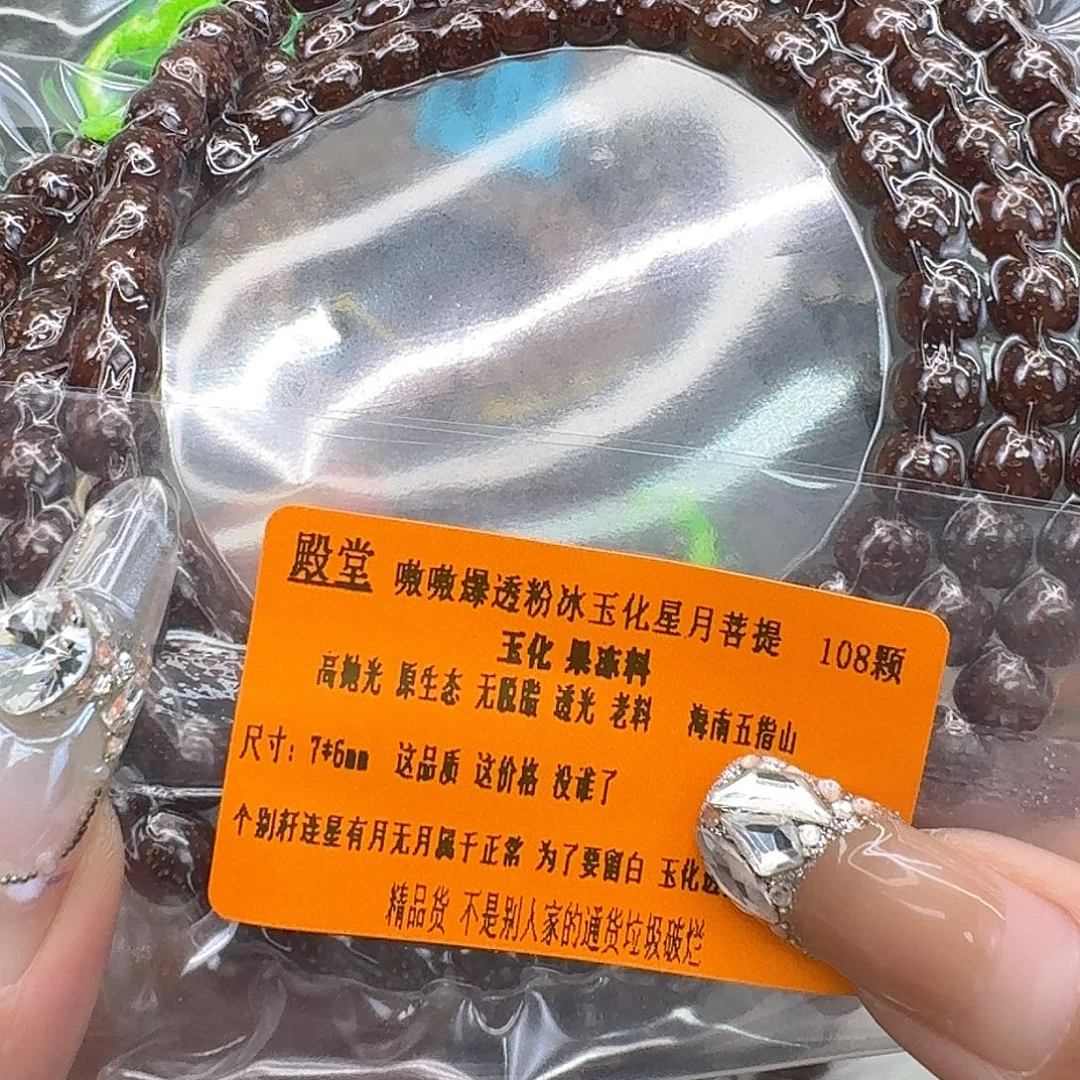 殿堂 嗷嗷爆透粉冰玉化星月菩提 108颗
玉化 果冻料
高抛光 原生态 无脱脂 透光 老料 海南五指山
尺寸：7*6mm 这品质 这价格 没谁了
个别轩连星有月无月属于正常 为了要留白 玉化
精品货 不是别人家的通货垃圾破烂